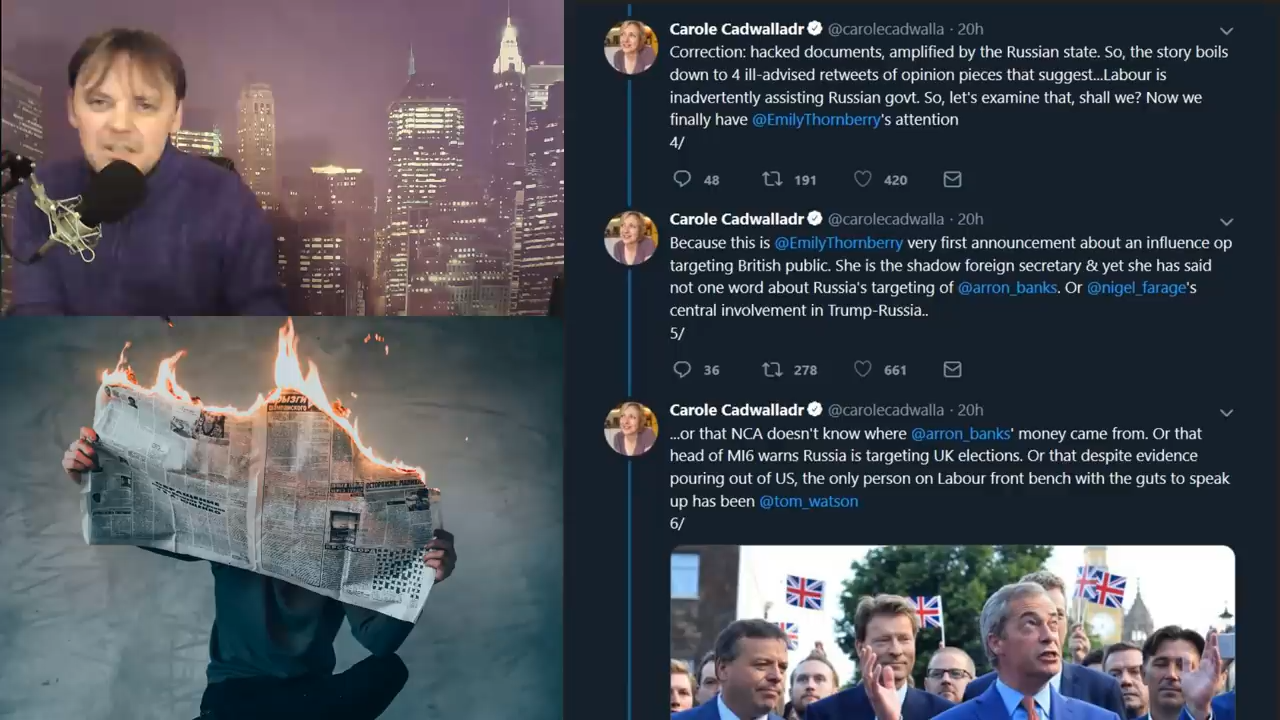 Carole Cadwalladr @carolecadwalla · 20h
Correction: hacked documents, amplified by the Russian state. So, the story boils
down to 4 ill-advised retweets of opinion pieces that suggest...Labour is
inadvertently assisting Russian govt. So, let's examine that, shall we? Now we
finally have @EmilyThornberry's attention
4/
48 191 420
Carole Cadwalladr @carolecadwalla · 20h
Because this is @EmilyThornberry very first announcement about an influence op
targeting British public. She is the shadow foreign secretary & yet she has said
not one word about Russia's targeting of @arron_banks. Or @nigel_farage's
central involvement in Trump-Russia..
5/
36 278 661
Carole Cadwalladr @carolecadwalla · 20h
...or that NCA doesn't know where @arron_banks' money came from. Or that
head of MI6 warns Russia is targeting UK elections. Or that despite evidence
pouring out of US, the only person on Labour front bench with the guts to speak
up has been @tom_watson
6/